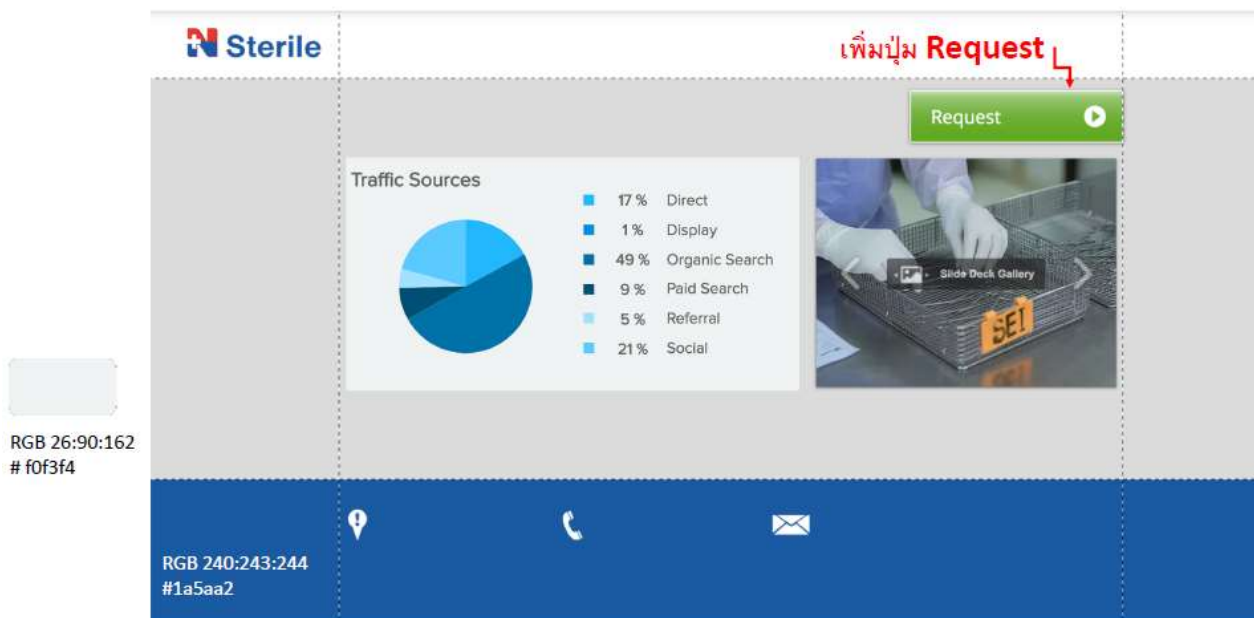 N Sterile
เพิ่มปุ่ม Request
Request
Traffic Sources
17 % Direct
1 % Display
49 % Organic Search
9 % Paid Search
5 % Referral
21 % Social
Slide Deck Gallery
SEI
RGB 26:90:162
# f0f3f4
RGB 240:243:244
#1a5aa2